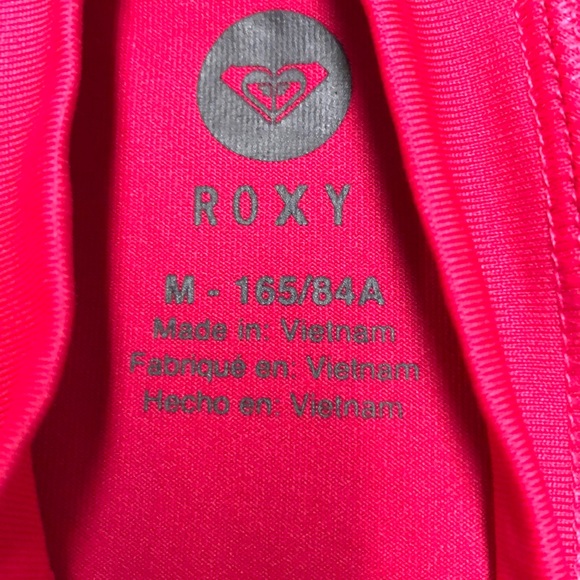 ROXY
M - 165/84A
Made in: Vietnam
Fabriqué en: Vietnam
Hecho en: Vietnam